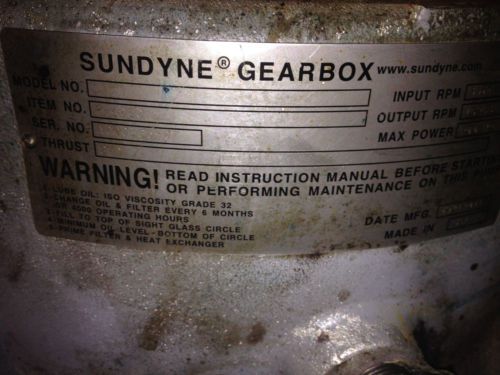 SUNDYNE® GEARBOX www.sundyne.com
MODEL NO.
INPUT RPM
ITEM NO.
OUTPUT RPM
SER. NO.
MAX POWER
THRUST
WARNING! READ INSTRUCTION MANUAL BEFORE STARTING
OR PERFORMING MAINTENANCE ON THIS
1-LUBE OIL: ISO VISCOSITY GRADE 32
2-CHANGE OIL & FILTER EVERY 6 MONTHS
/OR 4000 OPERATING HOURS
3-FILL TO TOP OF SIGHT GLASS CIRCLE
4-MINIMUM OIL LEVEL-BOTTOM OF CIRCLE
5-PRIME FILTER & HEAT EXCHANGER
DATE MFG.
MADE IN